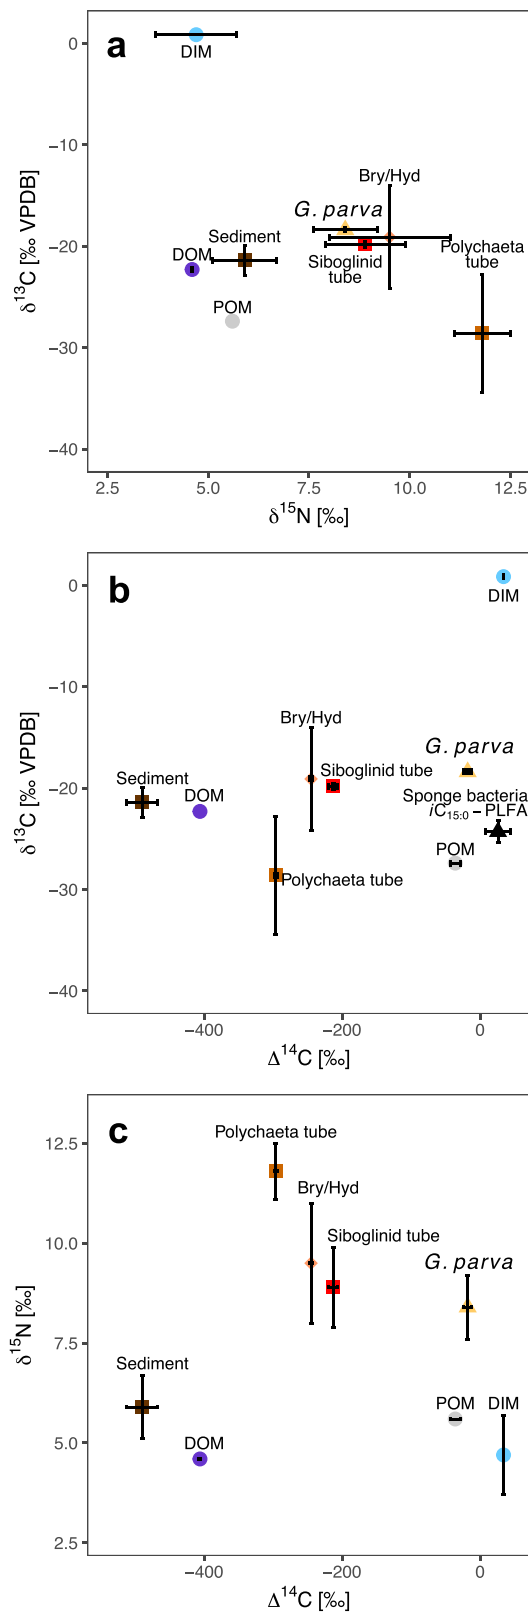 a
0
DIM
−10
Bry/Hyd
G. parva
Sediment
Polychaeta
tube
DOM
Siboglinid
tube
−20
POM
−30
−40
δ¹³C [‰ VPDB]
2.5 5.0 7.5 10.0 12.5
δ¹⁵N [‰]
b
0
DIM
−10
Bry/Hyd
G. parva
Siboglinid tube
Sediment
DOM
Sponge bacteria
iC₁₅:₀ – PLFA
−20
POM
Polychaeta tube
−30
−40
δ¹³C [‰ VPDB]
−400 −200 0
Δ¹⁴C [‰]
c
Polychaeta tube
12.5
Bry/Hyd
Siboglinid tube
10.0
G. parva
7.5
Sediment
POM DIM
DOM
5.0
2.5
δ¹⁵N [‰]
−400 −200 0
Δ¹⁴C [‰]